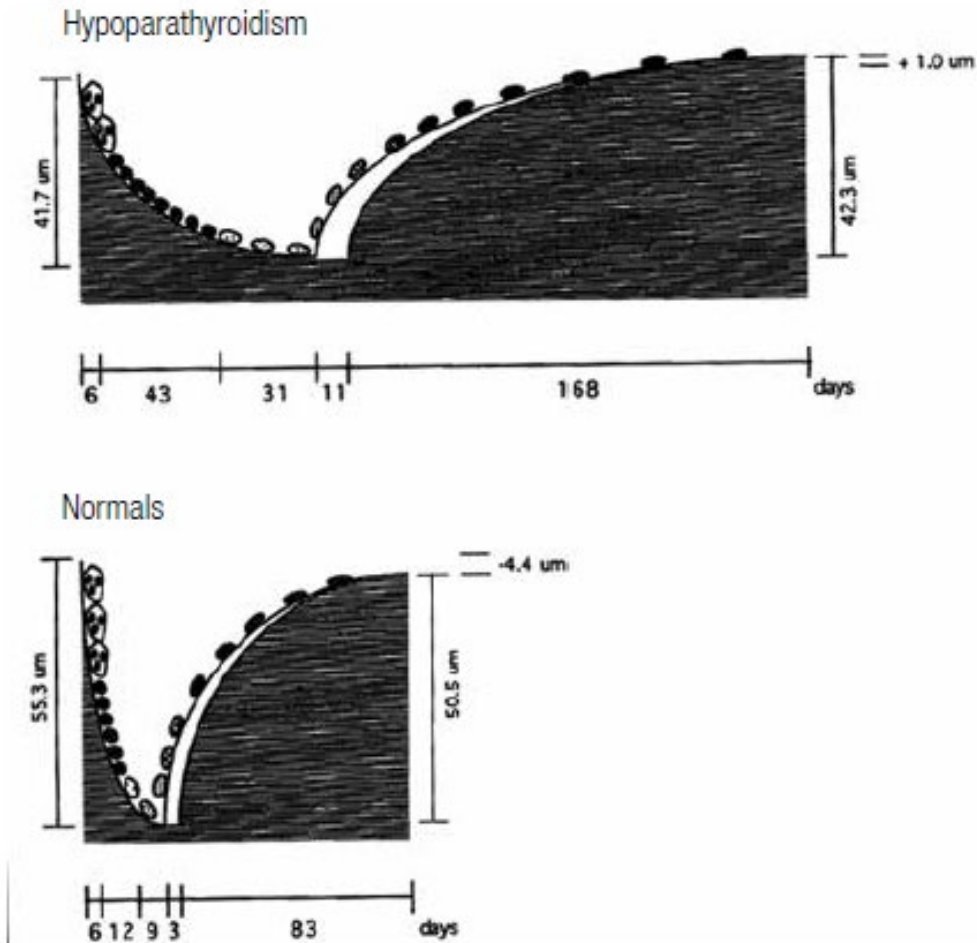 Hypoparathyroidism
+ 1.0 um
41.7 um
42.3 um
6 43 31 11 168 days
Normals
-4.4 um
55.3 um
50.5 um
6 12 9 3 83 days